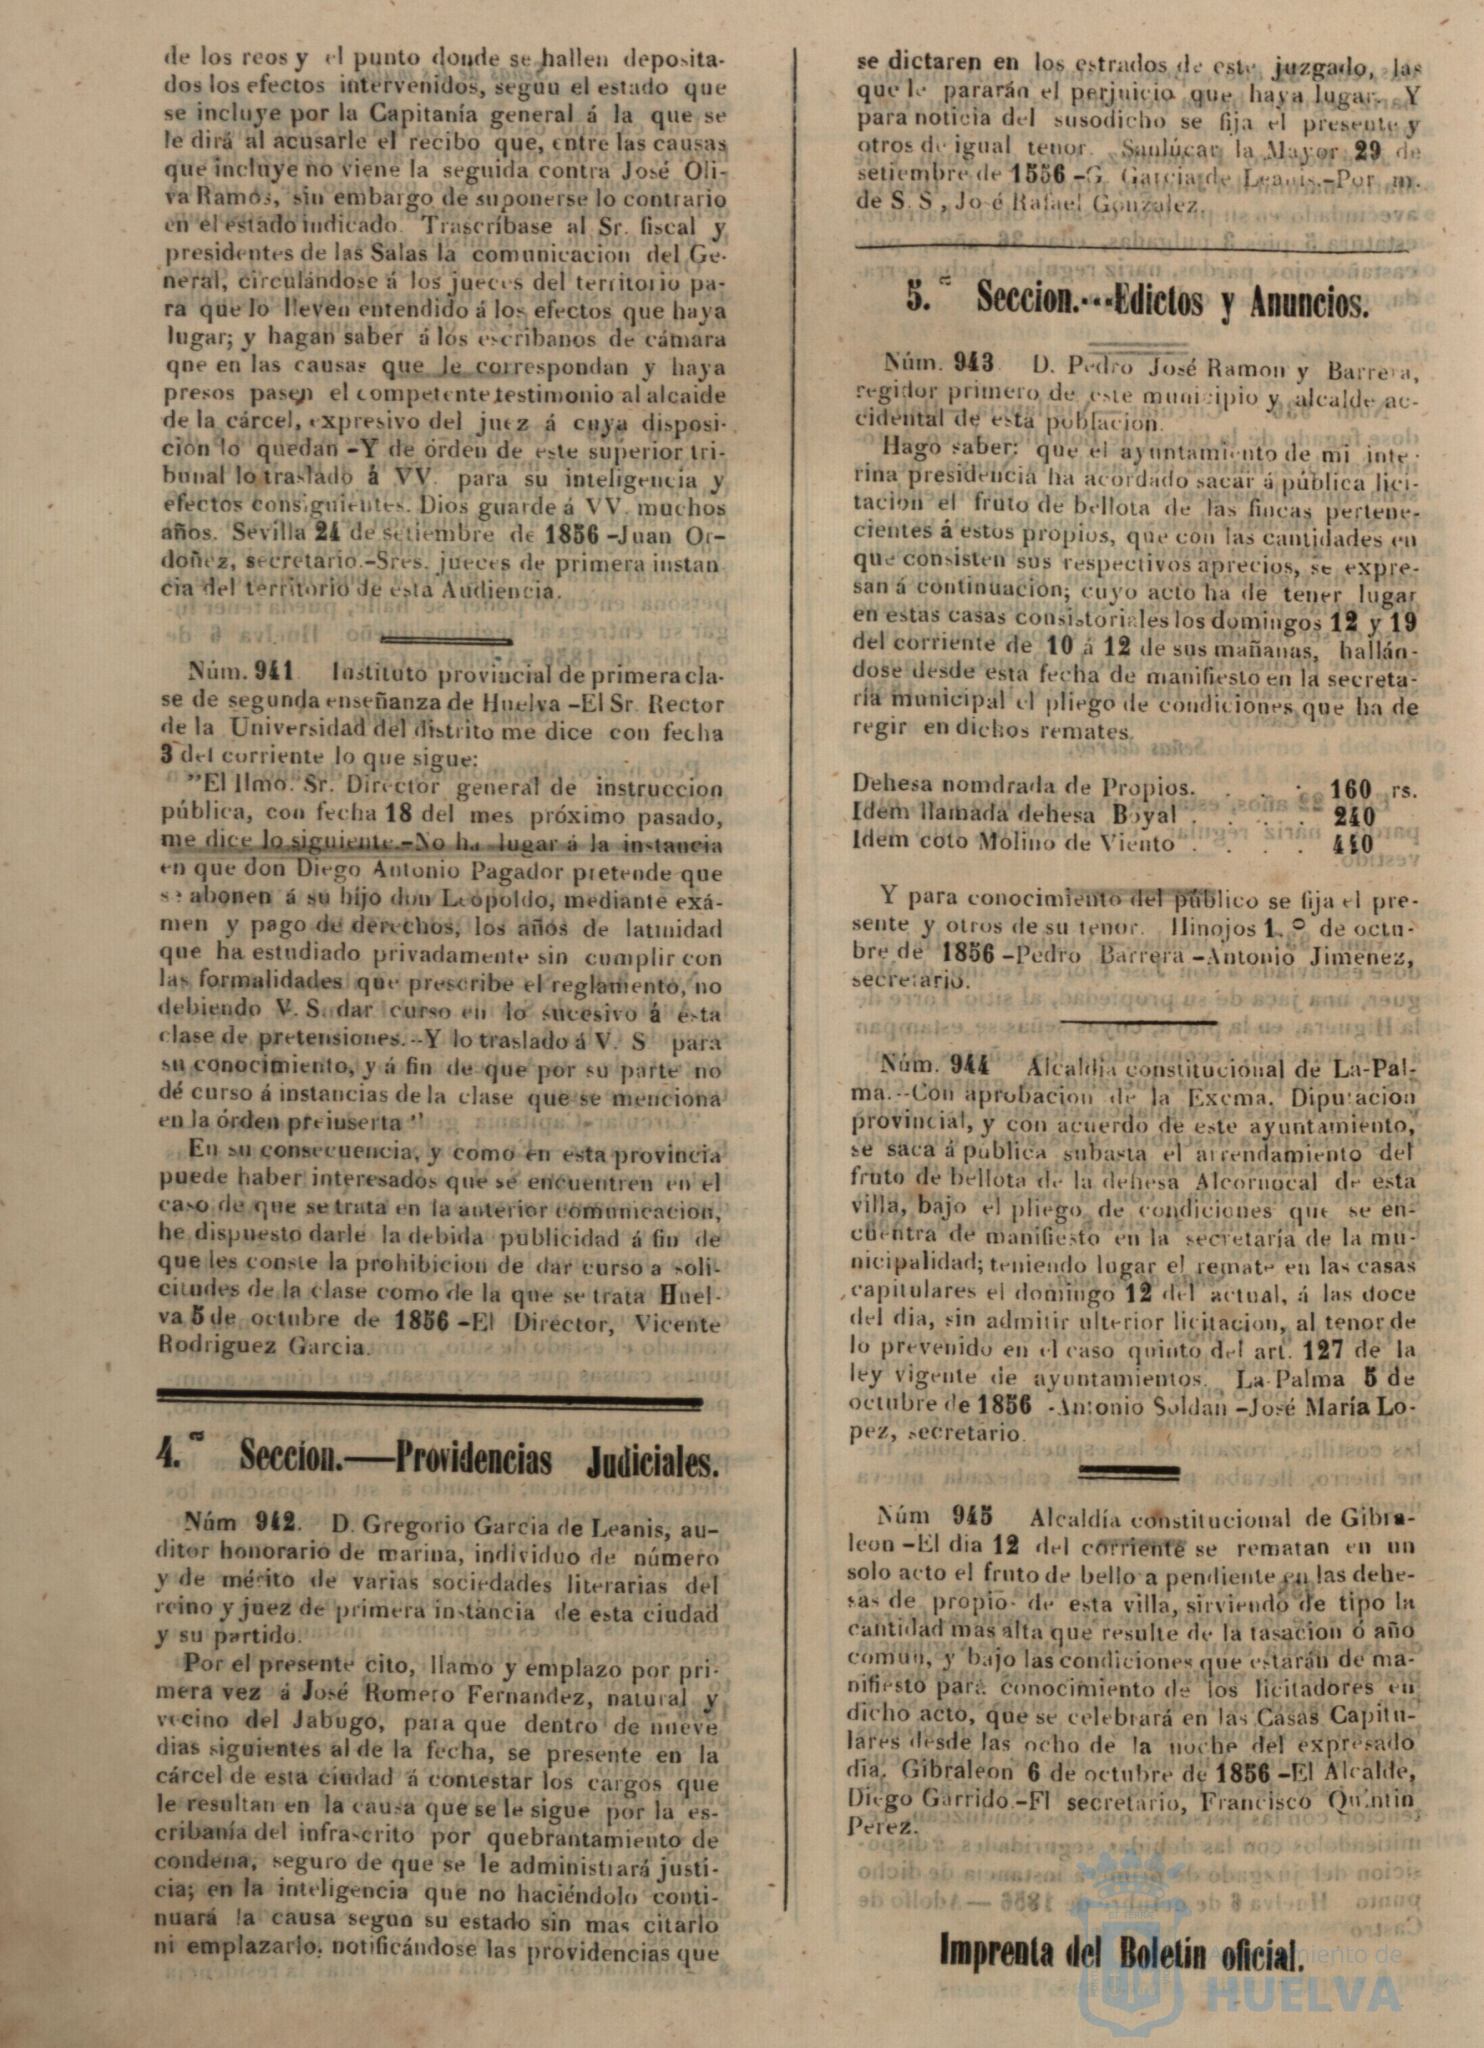 de los reos y el punto donde se hallen deposita-
dos los efectos intervenidos, segun el estado que
se incluye por la Capitanía general á la que se
le dirá al acusarle el recibo que, entre las causas
que incluye no viene la seguida contra José Oli-
va Ramos, sin embargo de suponerse lo contrario
en el estado indicado. Trascríbase al Sr. fiscal y
presidentes de las Salas la comunicacion del Ge-
neral, circulándose á los jueces del territorio pa-
ra que lo lleven entendido á los efectos que haya
lugar; y hagan saber á los escribanos de cámara
qne en las causas que le correspondan y haya
presos pasen el competente testimonio al alcaide
de la cárcel, expresivo del juez á cuya disposi-
cion lo quedan -Y de órden de este superior tri-
bunal lo traslado á VV. para su inteligencia y
efectos consiguientes. Dios guarde á VV. muchos
años. Sevilla 24 de setiembre de 1856 -Juan Or-
doñez, secretario.-Sres. jueces de primera instan
cia del territorio de esta Audiencia.
Núm. 941 Instituto provincial de primera cla-
se de segunda enseñanza de Huelva -El Sr. Rector
de la Universidad del distrito me dice con fecha
3 del corriente lo que sigue:
"El Ilmo. Sr. Director general de instruccion
pública, con fecha 18 del mes próximo pasado,
me dice lo siguiente.-No ha lugar á la instancia
en que don Diego Antonio Pagador pretende que
se abonen á su hijo don Leopoldo, mediante exá-
men y pago de derechos, los años de latinidad
que ha estudiado privadamente sin cumplir con
las formalidades que prescribe el reglamento, no
debiendo V. S. dar curso en lo sucesivo á esta
clase de pretensiones.--Y lo traslado á V. S para
su conocimiento, y á fin de que por su parte no
dé curso á instancias de la clase que se menciona
en la órden preinserta"
En su consecuencia, y como en esta provincia
puede haber interesados que se encuentren en el
caso de que se trata en la anterior comunicacion,
he dispuesto darle la debida publicidad á fin de
que les conste la prohibicion de dar curso a soli-
citudes de la clase como de la que se trata Huel-
va 5 de octubre de 1856 -El Director, Vicente
Rodriguez Garcia.
4.ª Seccion.—Providencias Judiciales.
Núm 942. D. Gregorio Garcia de Leanis, au-
ditor honorario de marina, individuo de número
y de mérito de varias sociedades literarias del
reino y juez de primera instancia de esta ciudad
y su partido.
Por el presente cito, llamo y emplazo por pri-
mera vez á José Romero Fernandez, natural y
vecino del Jabugo, para que dentro de nueve
dias siguientes al de la fecha, se presente en la
cárcel de esta ciudad á contestar los cargos que
le resultan en la causa que se le sigue por la es-
cribanía del infrascrito por quebrantamiento de
condena, seguro de que se le administrará justi-
cia; en la inteligencia que no haciéndolo conti-
nuará la causa segun su estado sin mas citarlo
ni emplazarlo, notificándose las providencias que
se dictaren en los estrados de este juzgado, las
que le pararán el perjuicio que haya lugar. Y
para noticia del susodicho se fija el presente y
otros de igual tenor. Sanlúcar la Mayor 29 de
setiembre de 1556 -G. Garcia de Leanis.-Por m.
de S. S, José Rafael Gonzalez.
5.ª Seccion.---Edictos y Anuncios.
Núm. 943 D. Pedro José Ramon y Barrera,
regidor primero de este municipio y alcalde ac-
cidental de esta poblacion.
Hago saber: que el ayuntamiento de mi inte-
rina presidencia ha acordado sacar á pública lici-
tacion el fruto de bellota de las fincas pertene-
cientes á estos propios, que con las cantidades en
que consisten sus respectivos aprecios, se expre-
san á continuacion; cuyo acto ha de tener lugar
en estas casas consistoriales los domingos 12 y 19
del corriente de 10 á 12 de sus mañanas, hallán-
dose desde esta fecha de manifiesto en la secreta-
ría municipal el pliego de condiciones que ha de
regir en dichos remates.
Dehesa nomdrada de Propios. . . . 160 rs.
Idem llamada dehesa Boyal . . . . 240
Idem coto Molino de Viento . . . . 440
Y para conocimiento del público se fija el pre-
sente y otros de su tenor. Hinojos 1.º de octu-
bre de 1856 -Pedro Barrera -Antonio Jimenez,
secretario.
Núm. 944 Alcaldía constitucional de La-Pal-
ma.--Con aprobacion de la Excma. Diputacion
provincial, y con acuerdo de este ayuntamiento,
se saca á pública subasta el arrendamiento del
fruto de bellota de la dehesa Alcornocal de esta
villa, bajo el pliego de condiciones que se en-
cuentra de manifiesto en la secretaría de la mu-
nicipalidad; teniendo lugar el remate en las casas
capitulares el domingo 12 del actual, á las doce
del dia, sin admitir ulterior licitacion, al tenor de
lo prevenido en el caso quinto del art. 127 de la
ley vigente de ayuntamientos. La-Palma 5 de
octubre de 1856 -Antonio Soldan -José María Lo-
pez, secretario.
Núm 945 Alcaldía constitucional de Gibra-
leon -El dia 12 del corriente se rematan en un
solo acto el fruto de bellota pendiente en las dehe-
sas de propios de esta villa, sirviendo de tipo la
cantidad mas alta que resulte de la tasacion ó año
comun, y bajo las condiciones que estarán de ma-
nifiesto para conocimiento de los licitadores en
dicho acto, que se celebrará en las Casas Capitu-
lares desde las ocho de la noche del expresado
dia. Gibraleon 6 de octubre de 1856 -El Alcalde,
Diego Garrido.-El secretario, Francisco Quintin
Perez.
Imprenta del Boletin oficial.
Ayuntamiento de
HUELVA